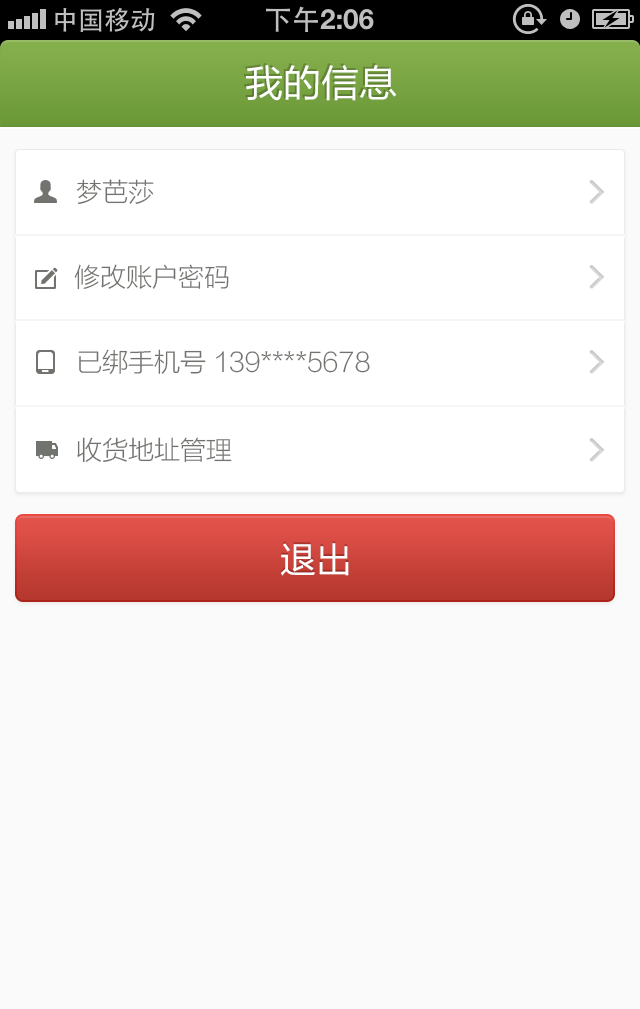 中国移动 下午2:06
我的信息
梦芭莎
修改账户密码
已绑手机号 139****5678
收货地址管理
退出